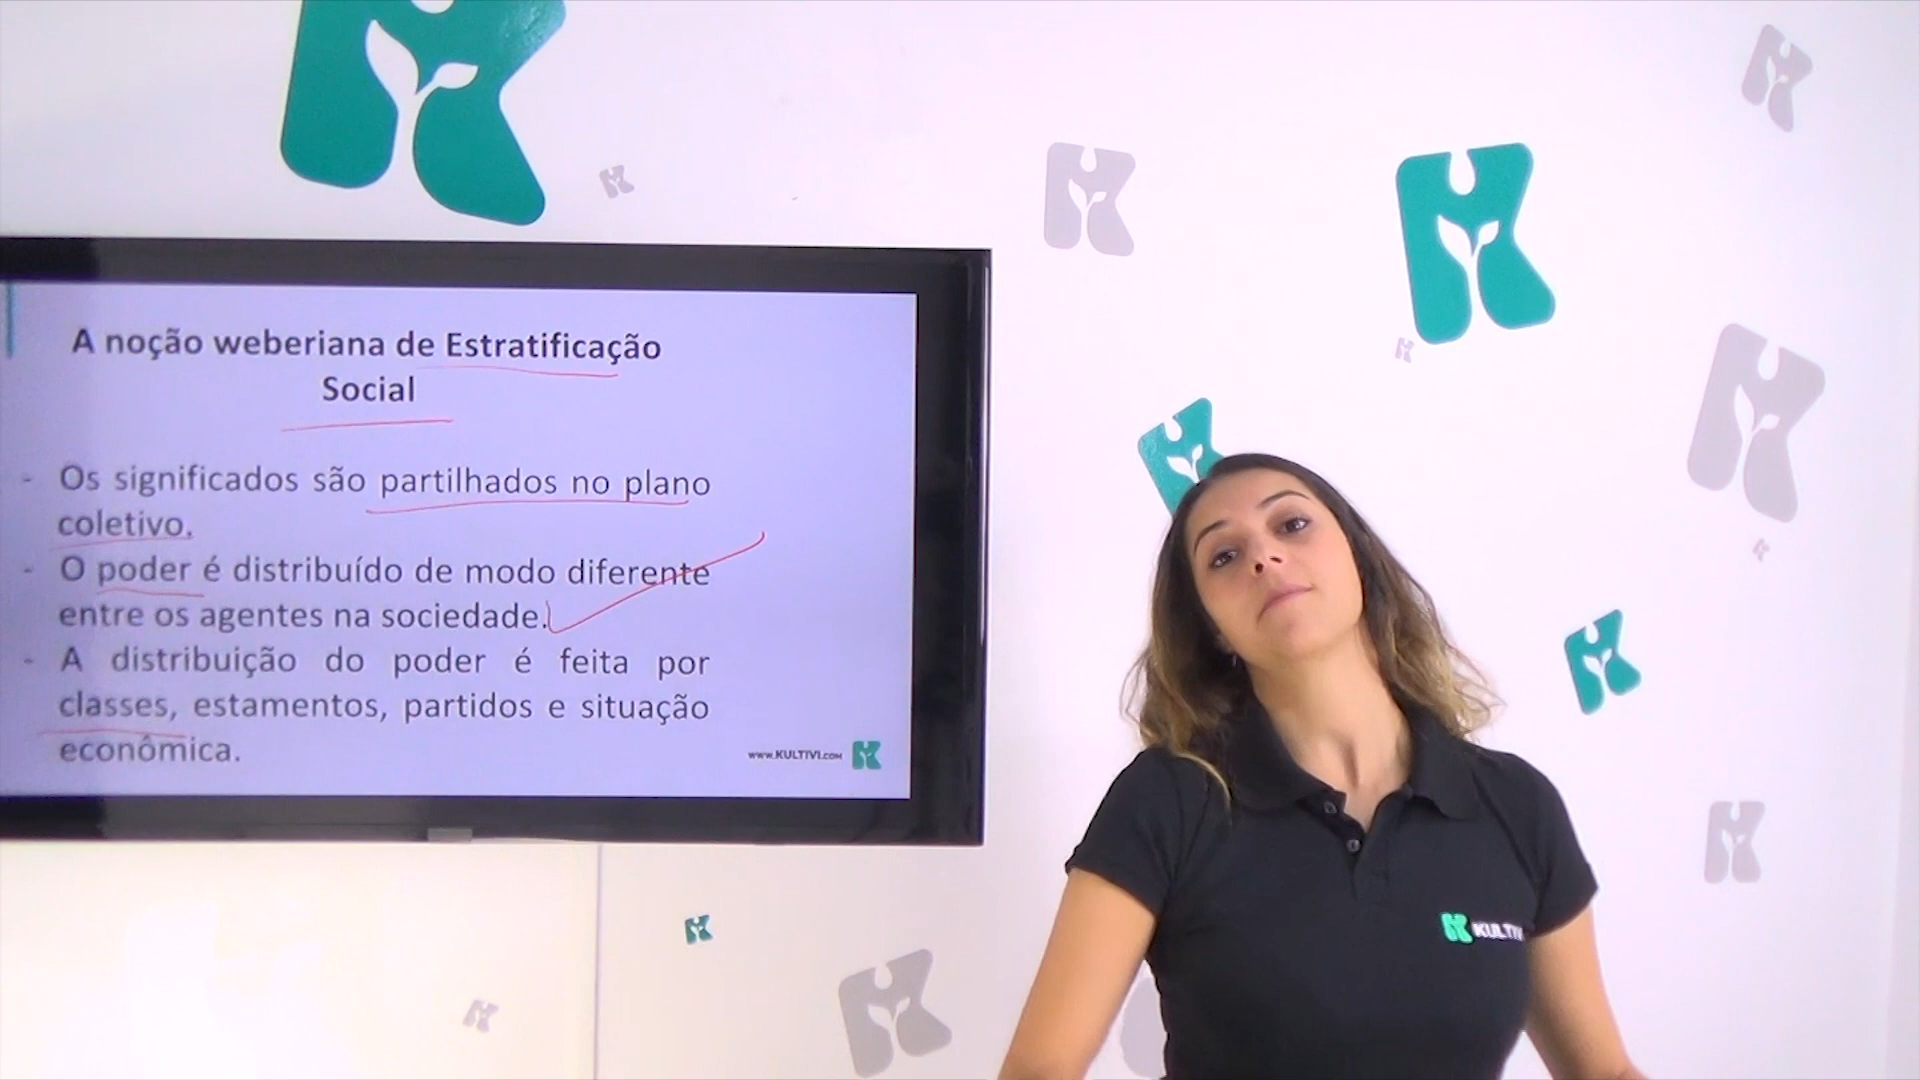 A noção weberiana de Estratificação
Social
- Os significados são partilhados no plano
coletivo.
- O poder é distribuído de modo diferente
entre os agentes na sociedade.
- A distribuição do poder é feita por
classes, estamentos, partidos e situação
econômica.
www.KULTIVI.COM
KULTIVI